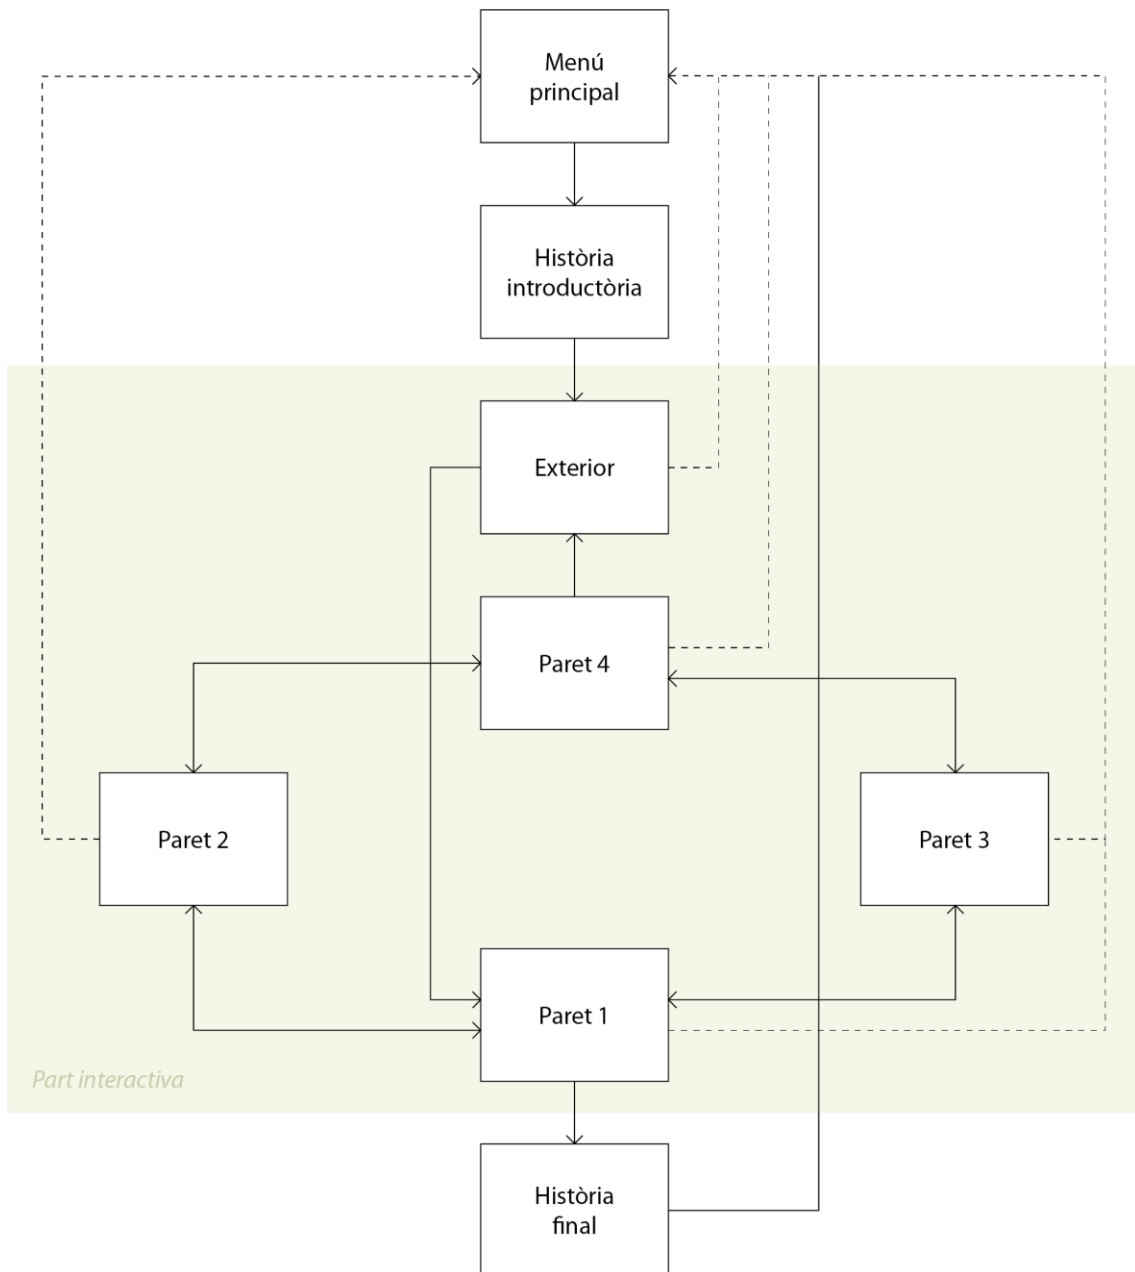 Menú
principal
Història
introductòria
Exterior
Paret 4
Paret 2
Paret 3
Paret 1
Part interactiva
Història
final